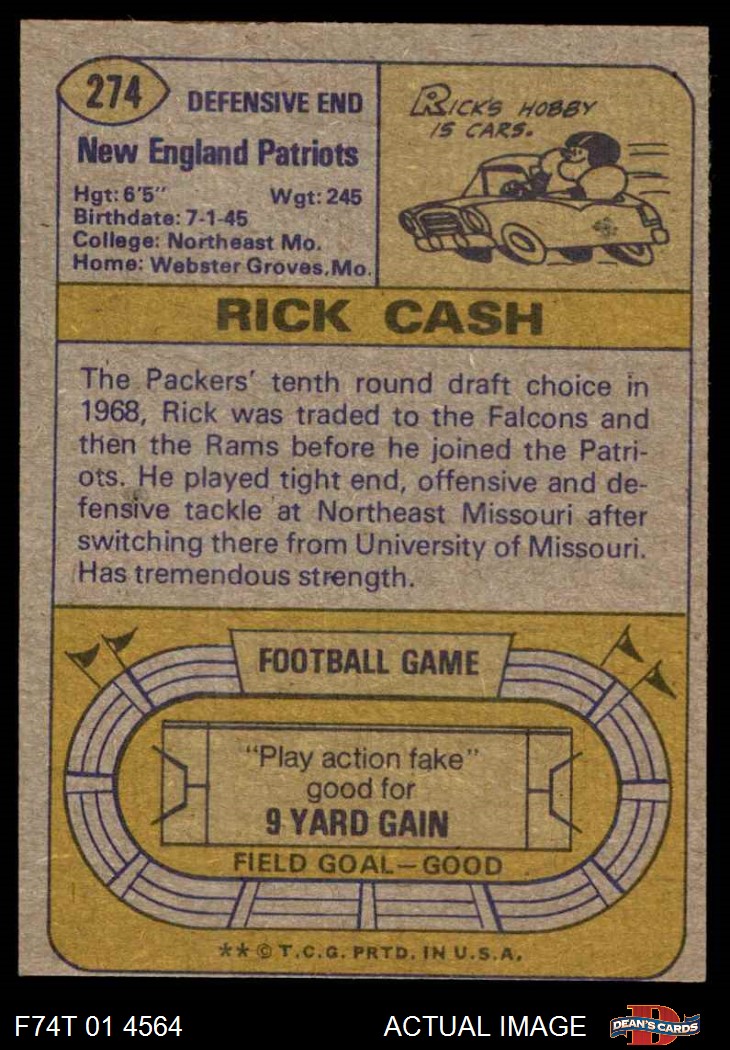 274
DEFENSIVE END
New England Patriots
Hgt: 6'5" Wgt: 245
Birthdate: 7-1-45
College: Northeast Mo.
Home: Webster Groves, Mo.
RICK'S HOBBY
IS CARS.
RICK CASH
The Packers' tenth round draft choice in
1968, Rick was traded to the Falcons and
then the Rams before he joined the Patri-
ots. He played tight end, offensive and de-
fensive tackle at Northeast Missouri after
switching there from University of Missouri.
Has tremendous strength.
FOOTBALL GAME
"Play action fake"
good for
9 YARD GAIN
FIELD GOAL—GOOD
** © T.C.G. PRTD. IN U.S.A.
F74T 01 4564
ACTUAL IMAGE
D
DEAN'S CARDS